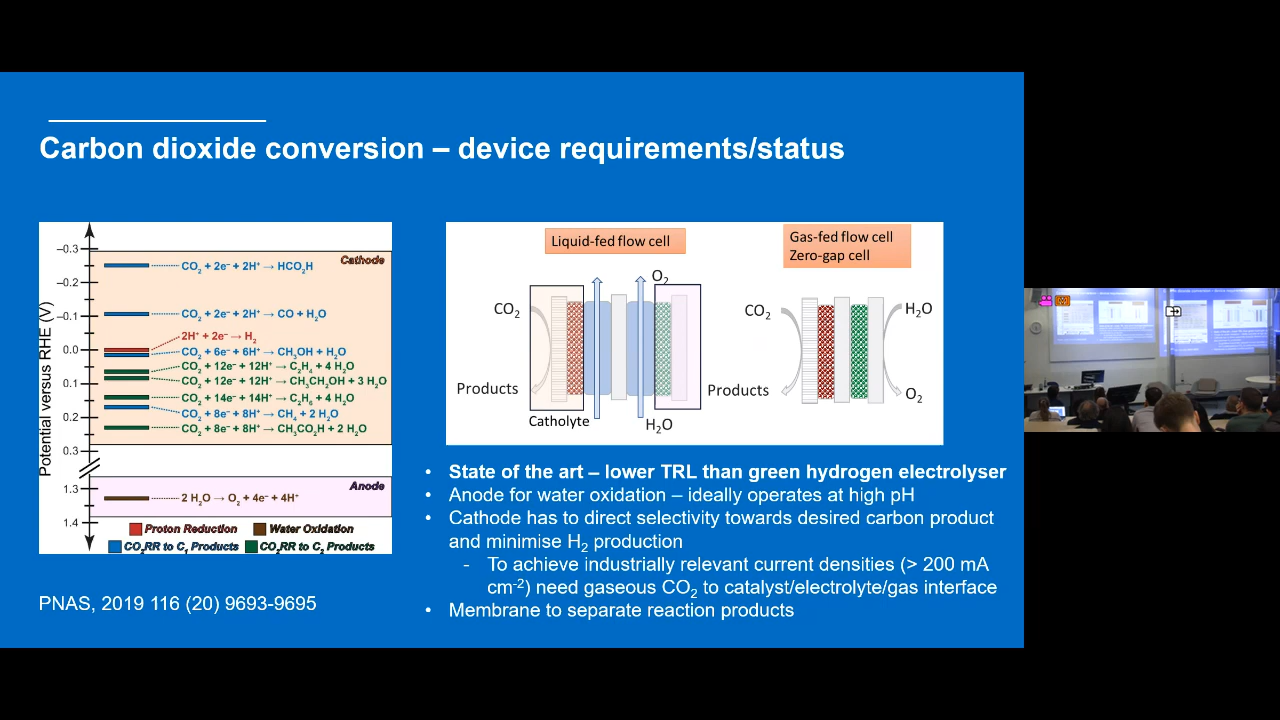 Carbon dioxide conversion – device requirements/status
Potential versus RHE (V)
–0.3
–0.2
–0.1
0.0
0.1
0.2
0.3
1.3
1.4
Cathode
CO₂ + 2e⁻ + 2H⁺ → HCO₂H
CO₂ + 2e⁻ + 2H⁺ → CO + H₂O
2H⁺ + 2e⁻ → H₂
CO₂ + 6e⁻ + 6H⁺ → CH₃OH + H₂O
CO₂ + 12e⁻ + 12H⁺ → C₂H₄ + 4 H₂O
CO₂ + 12e⁻ + 12H⁺ → CH₃CH₂OH + 3 H₂O
CO₂ + 14e⁻ + 14H⁺ → C₂H₆ + 4 H₂O
CO₂ + 8e⁻ + 8H⁺ → CH₄ + 2 H₂O
CO₂ + 8e⁻ + 8H⁺ → CH₃CO₂H + 2 H₂O
Anode
2 H₂O → O₂ + 4e⁻ + 4H⁺
Proton Reduction
Water Oxidation
CO₂RR to C₁ Products
CO₂RR to C₂ Products
PNAS, 2019 116 (20) 9693-9695
Liquid-fed flow cell
CO₂
O₂
Products
Catholyte
H₂O
Gas-fed flow cell
Zero-gap cell
CO₂
H₂O
Products
O₂
• State of the art – lower TRL than green hydrogen electrolyser
• Anode for water oxidation – ideally operates at high pH
• Cathode has to direct selectivity towards desired carbon product
and minimise H₂ production
- To achieve industrially relevant current densities (> 200 mA
cm⁻²) need gaseous CO₂ to catalyst/electrolyte/gas interface
• Membrane to separate reaction products